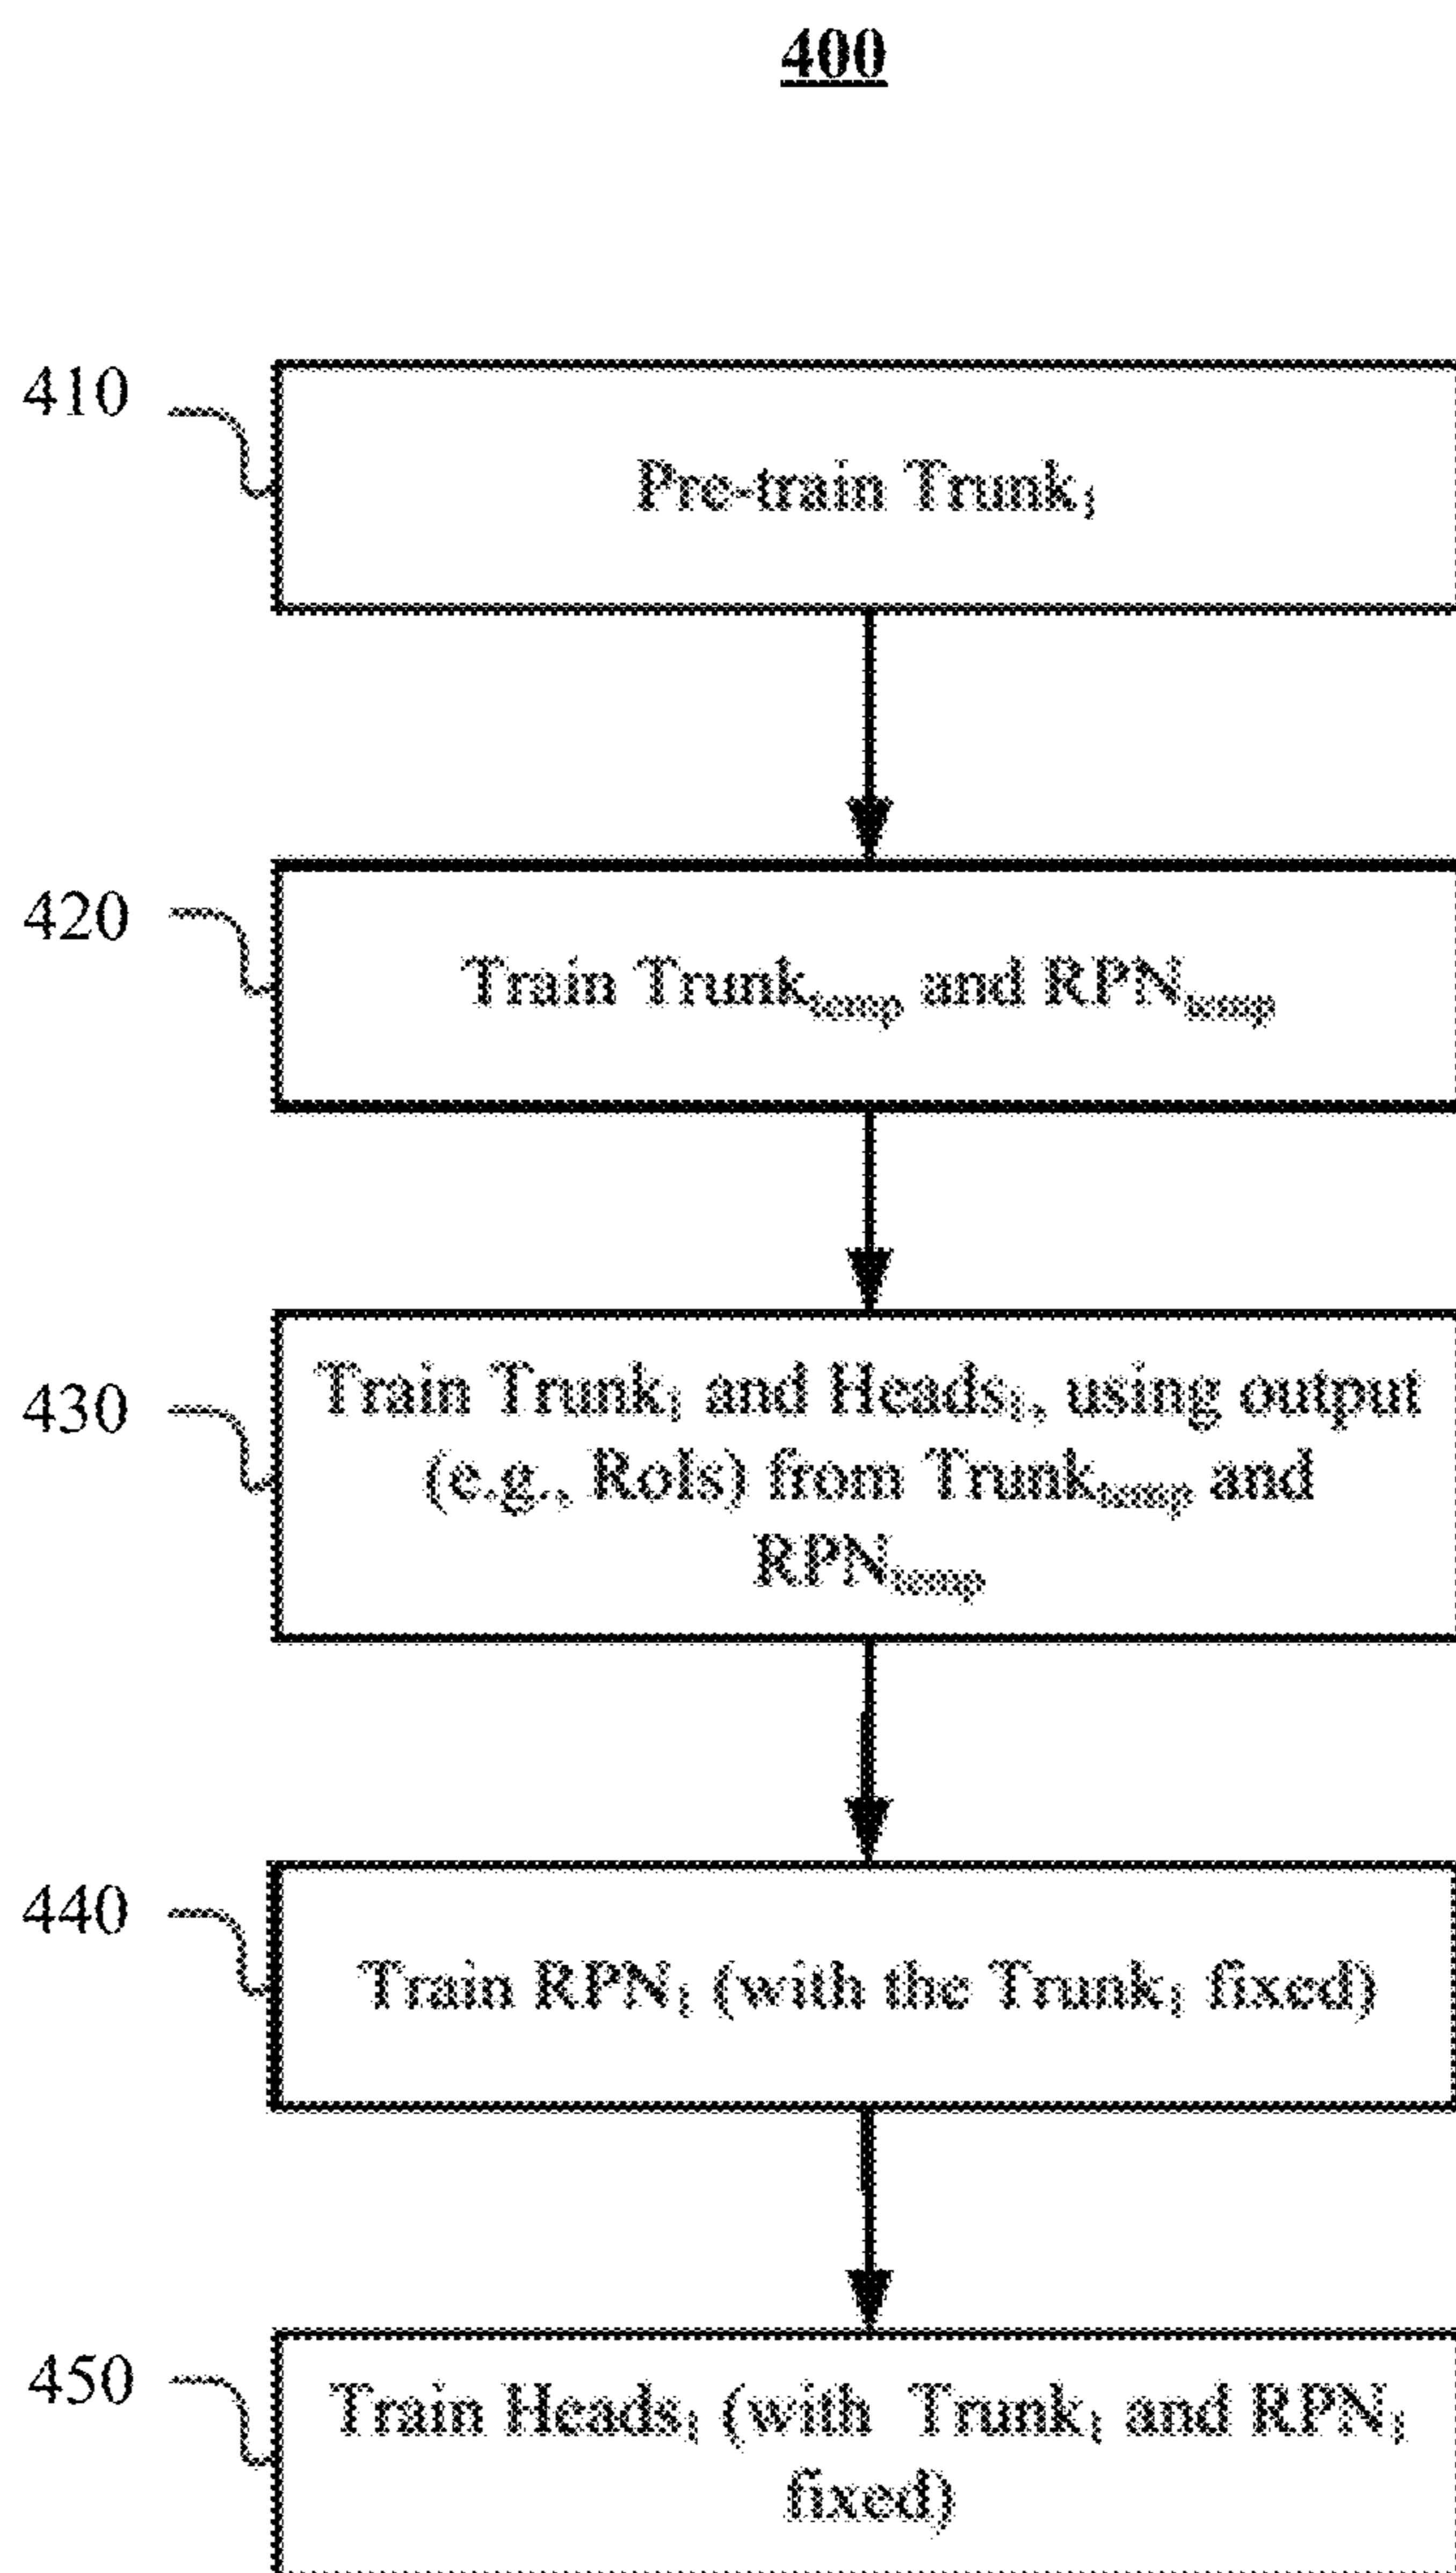 400
410
Pre-train Trunk₁
420
Train Trunkₜₑₘₚ and RPNₜₑₘₚ
430
Train Trunk₁ and Heads₁, using output
(e.g., RoIs) from Trunkₜₑₘₚ and
RPNₜₑₘₚ
440
Train RPN₁ (with the Trunk₁ fixed)
450
Train Heads₁ (with Trunk₁ and RPN₁
fixed)